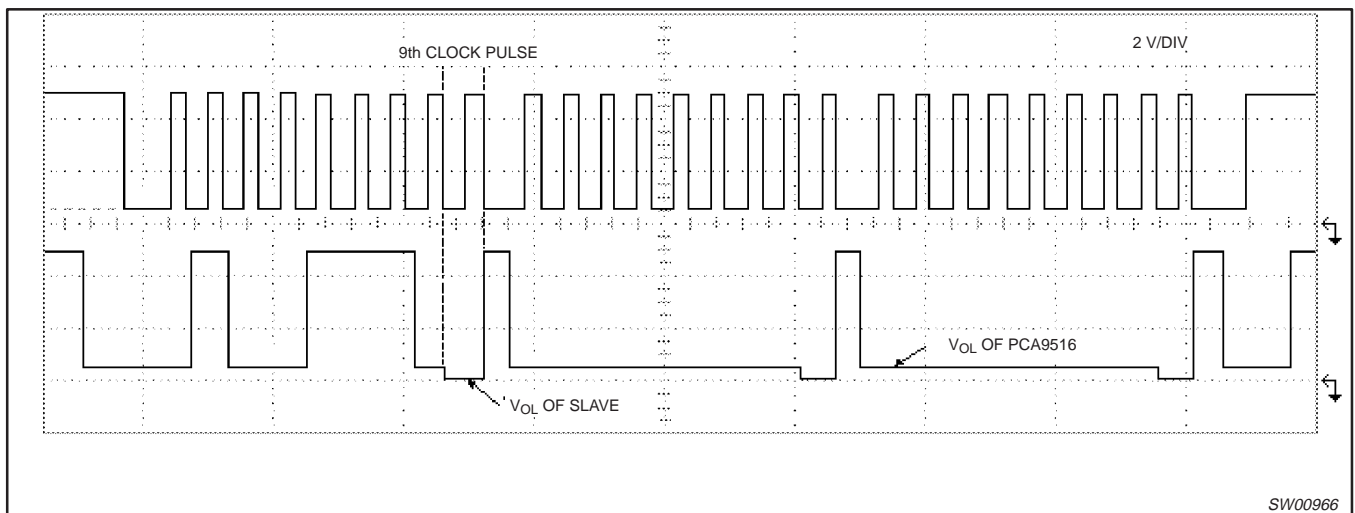 2 V/DIV
9th CLOCK PULSE
VOL OF PCA9516
VOL OF SLAVE
SW00966